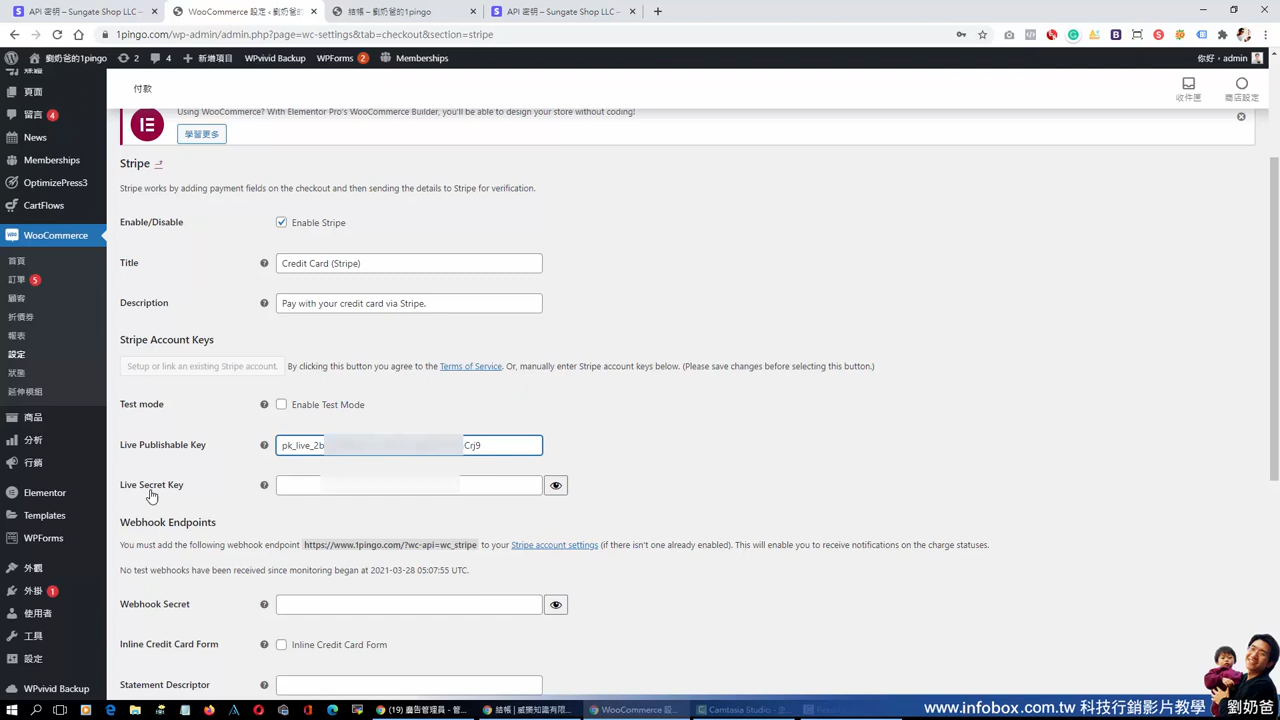 API 密鑰 – Sungate Shop LLC –
WooCommerce 設定 ‹ 劉奶爸的1
結帳 – 劉奶爸的1pingo
API 密鑰 – Sungate Shop LLC –
1pingo.com/wp-admin/admin.php?page=wc-settings&tab=checkout&section=stripe
劉奶爸的1pingo
2
4
新增項目
WPvivid Backup
WPForms 2
Memberships
你好, admin
媒體
頁面
留言 4
News
Memberships
OptimizePress3
CartFlows
WooCommerce
首頁
訂單 5
顧客
折價券
報表
設定
狀態
延伸模組
商品
分析
行銷
Elementor
Templates
WPForms
外觀
外掛 1
使用者
工具
設定
WPvivid Backup
付款
收件匣
商店設定
Using WooCommerce? With Elementor Pro's WooCommerce Builder, you'll be able to design your store without coding!
學習更多
Stripe
Stripe works by adding payment fields on the checkout and then sending the details to Stripe for verification.
Enable/Disable
Enable Stripe
Title
Credit Card (Stripe)
Description
Pay with your credit card via Stripe.
Stripe Account Keys
Setup or link an existing Stripe account.
By clicking this button you agree to the Terms of Service. Or, manually enter Stripe account keys below. (Please save changes before selecting this button.)
Test mode
Enable Test Mode
Live Publishable Key
pk_live_2b
Crj9
Live Secret Key
Webhook Endpoints
You must add the following webhook endpoint https://www.1pingo.com/?wc-api=wc_stripe to your Stripe account settings (if there isn't one already enabled). This will enable you to receive notifications on the charge statuses.
No test webhooks have been received since monitoring began at 2021-03-28 05:07:55 UTC.
Webhook Secret
Inline Credit Card Form
Inline Credit Card Form
Statement Descriptor
(19) 廣告管理員 -
結帳 | 威樂知識有限
WooCommerce 設
Camtasia Studio -
www.infobox.com.tw 科技行銷影片教學
劉奶爸